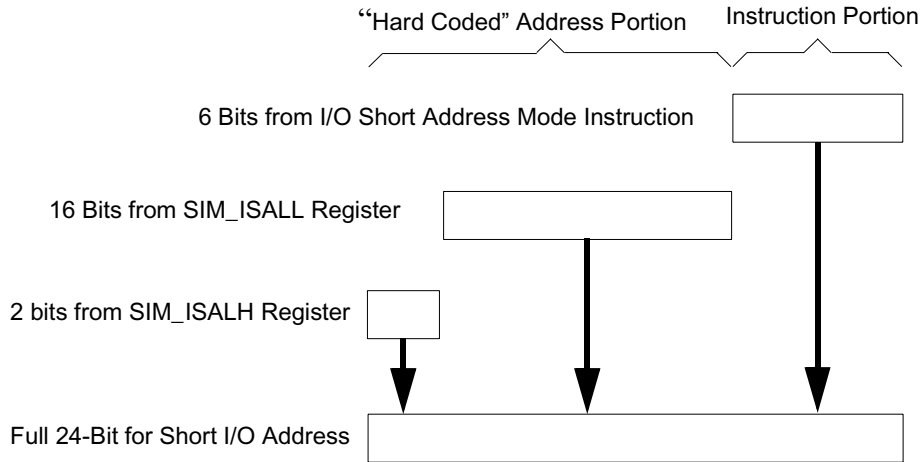 “Hard Coded” Address Portion
Instruction Portion
6 Bits from I/O Short Address Mode Instruction
16 Bits from SIM_ISALL Register
2 bits from SIM_ISALH Register
Full 24-Bit for Short I/O Address